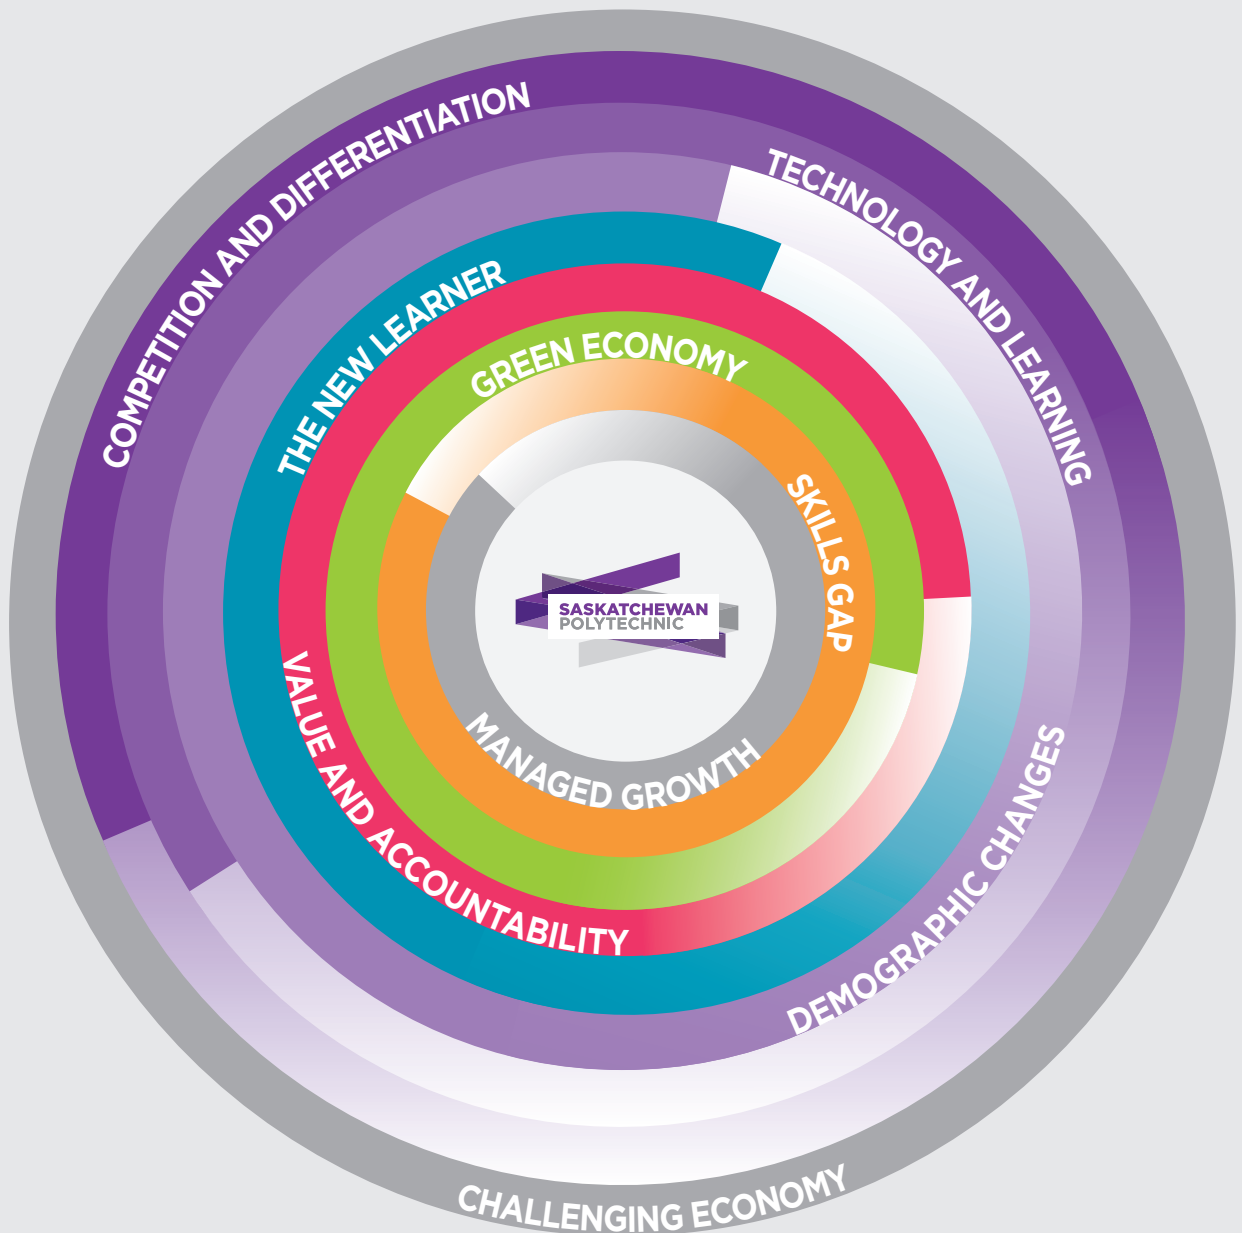 COMPETITION AND DIFFERENTIATION
TECHNOLOGY AND LEARNING
THE NEW LEARNER
GREEN ECONOMY
SKILLS GAP
SASKATCHEWAN
POLYTECHNIC
MANAGED GROWTH
VALUE AND ACCOUNTABILITY
DEMOGRAPHIC CHANGES
CHALLENGING ECONOMY